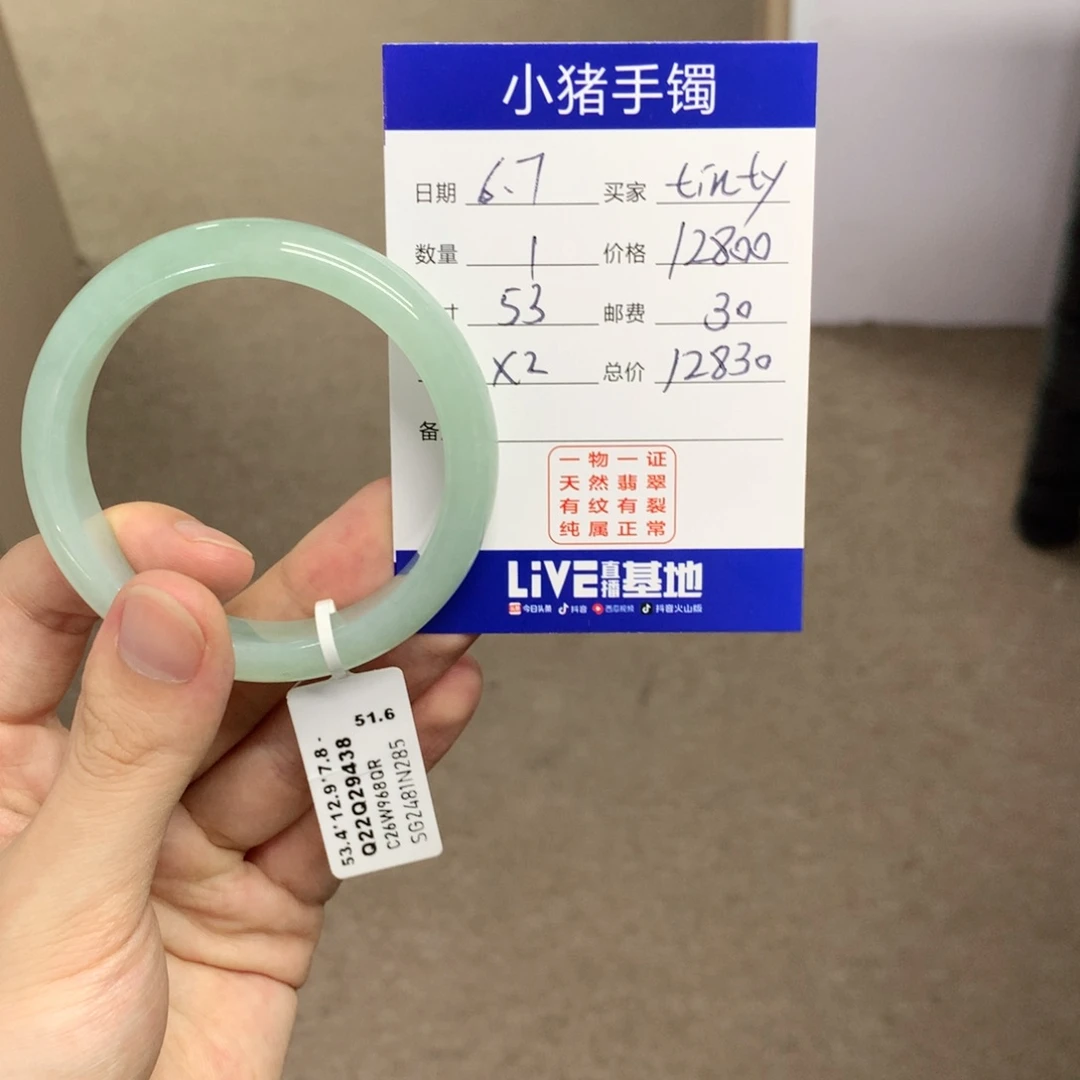 小猪手镯
日期 6.7 买家 tinty
数量 1 价格 12800
寸 53 邮费 30
X2 总价 12830
备
一物一证
天然翡翠
有纹有裂
纯属正常
LiVE直播基地
今日头条 抖音 西瓜视频 抖音火山版
51.6
53.4*12.9*7.8
Q22Q29438
C26W968QR
SG2481N285